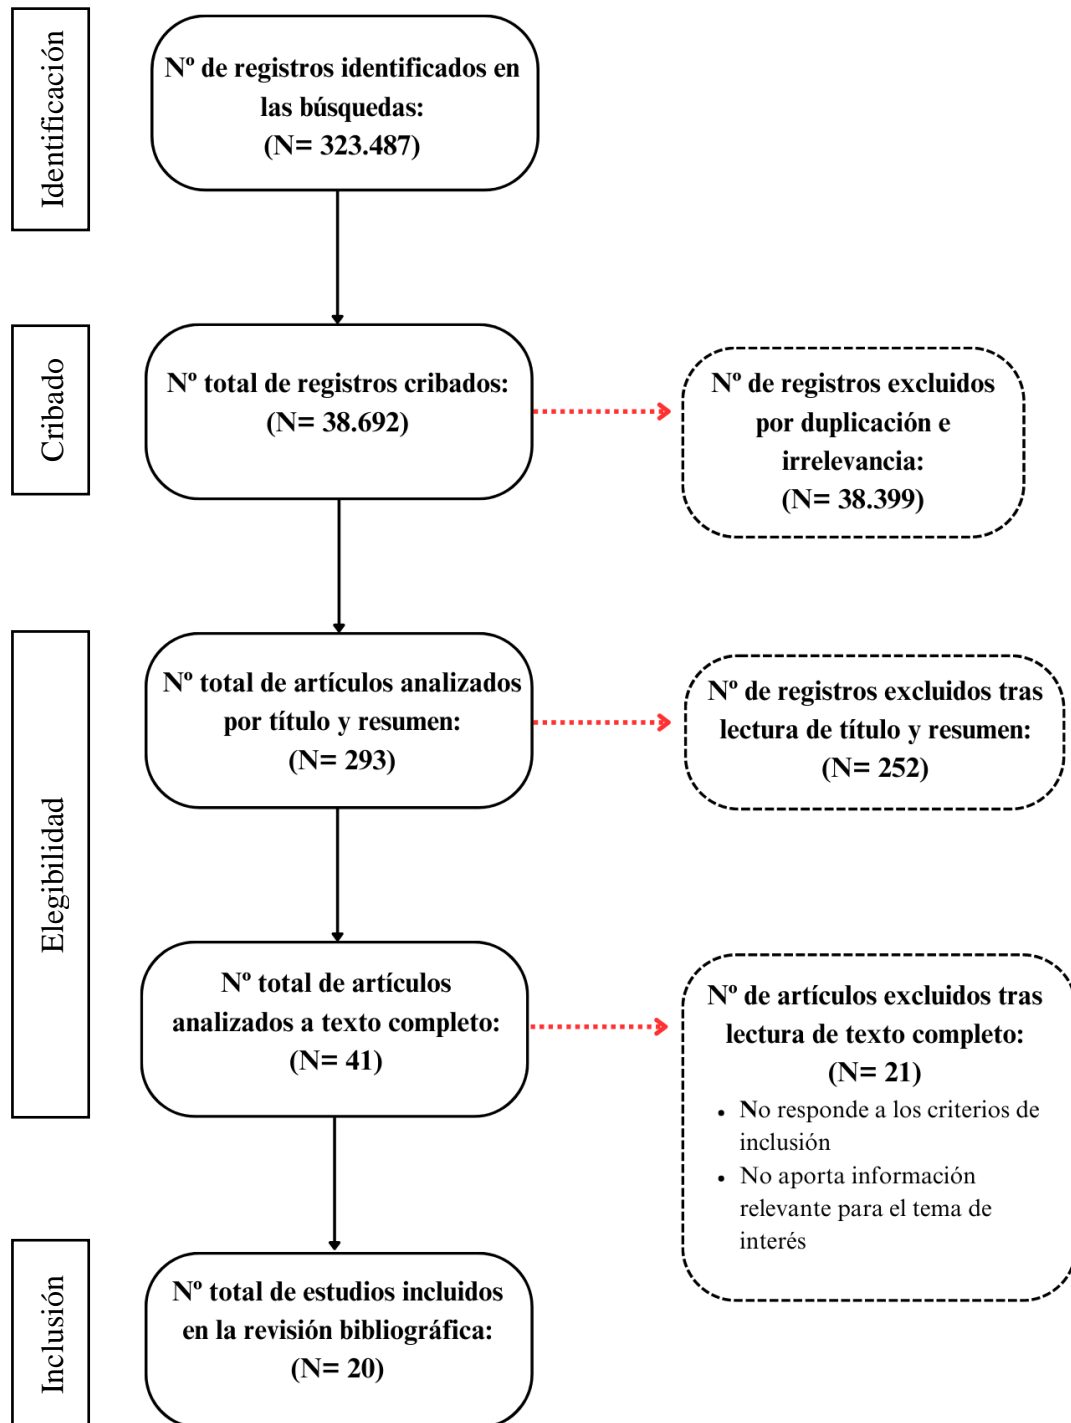 Identificación
Nº de registros identificados en
las búsquedas:
(N= 323.487)
Cribado
Nº total de registros cribados:
(N= 38.692)
Nº de registros excluidos
por duplicación e
irrelevancia:
(N= 38.399)
Elegibilidad
Nº total de artículos analizados
por título y resumen:
(N= 293)
Nº de registros excluidos tras
lectura de título y resumen:
(N= 252)
Nº total de artículos
analizados a texto completo:
(N= 41)
Nº de artículos excluidos tras
lectura de texto completo:
(N= 21)
• No responde a los criterios de
inclusión
• No aporta información
relevante para el tema de
interés
Inclusión
Nº total de estudios incluidos
en la revisión bibliográfica:
(N= 20)